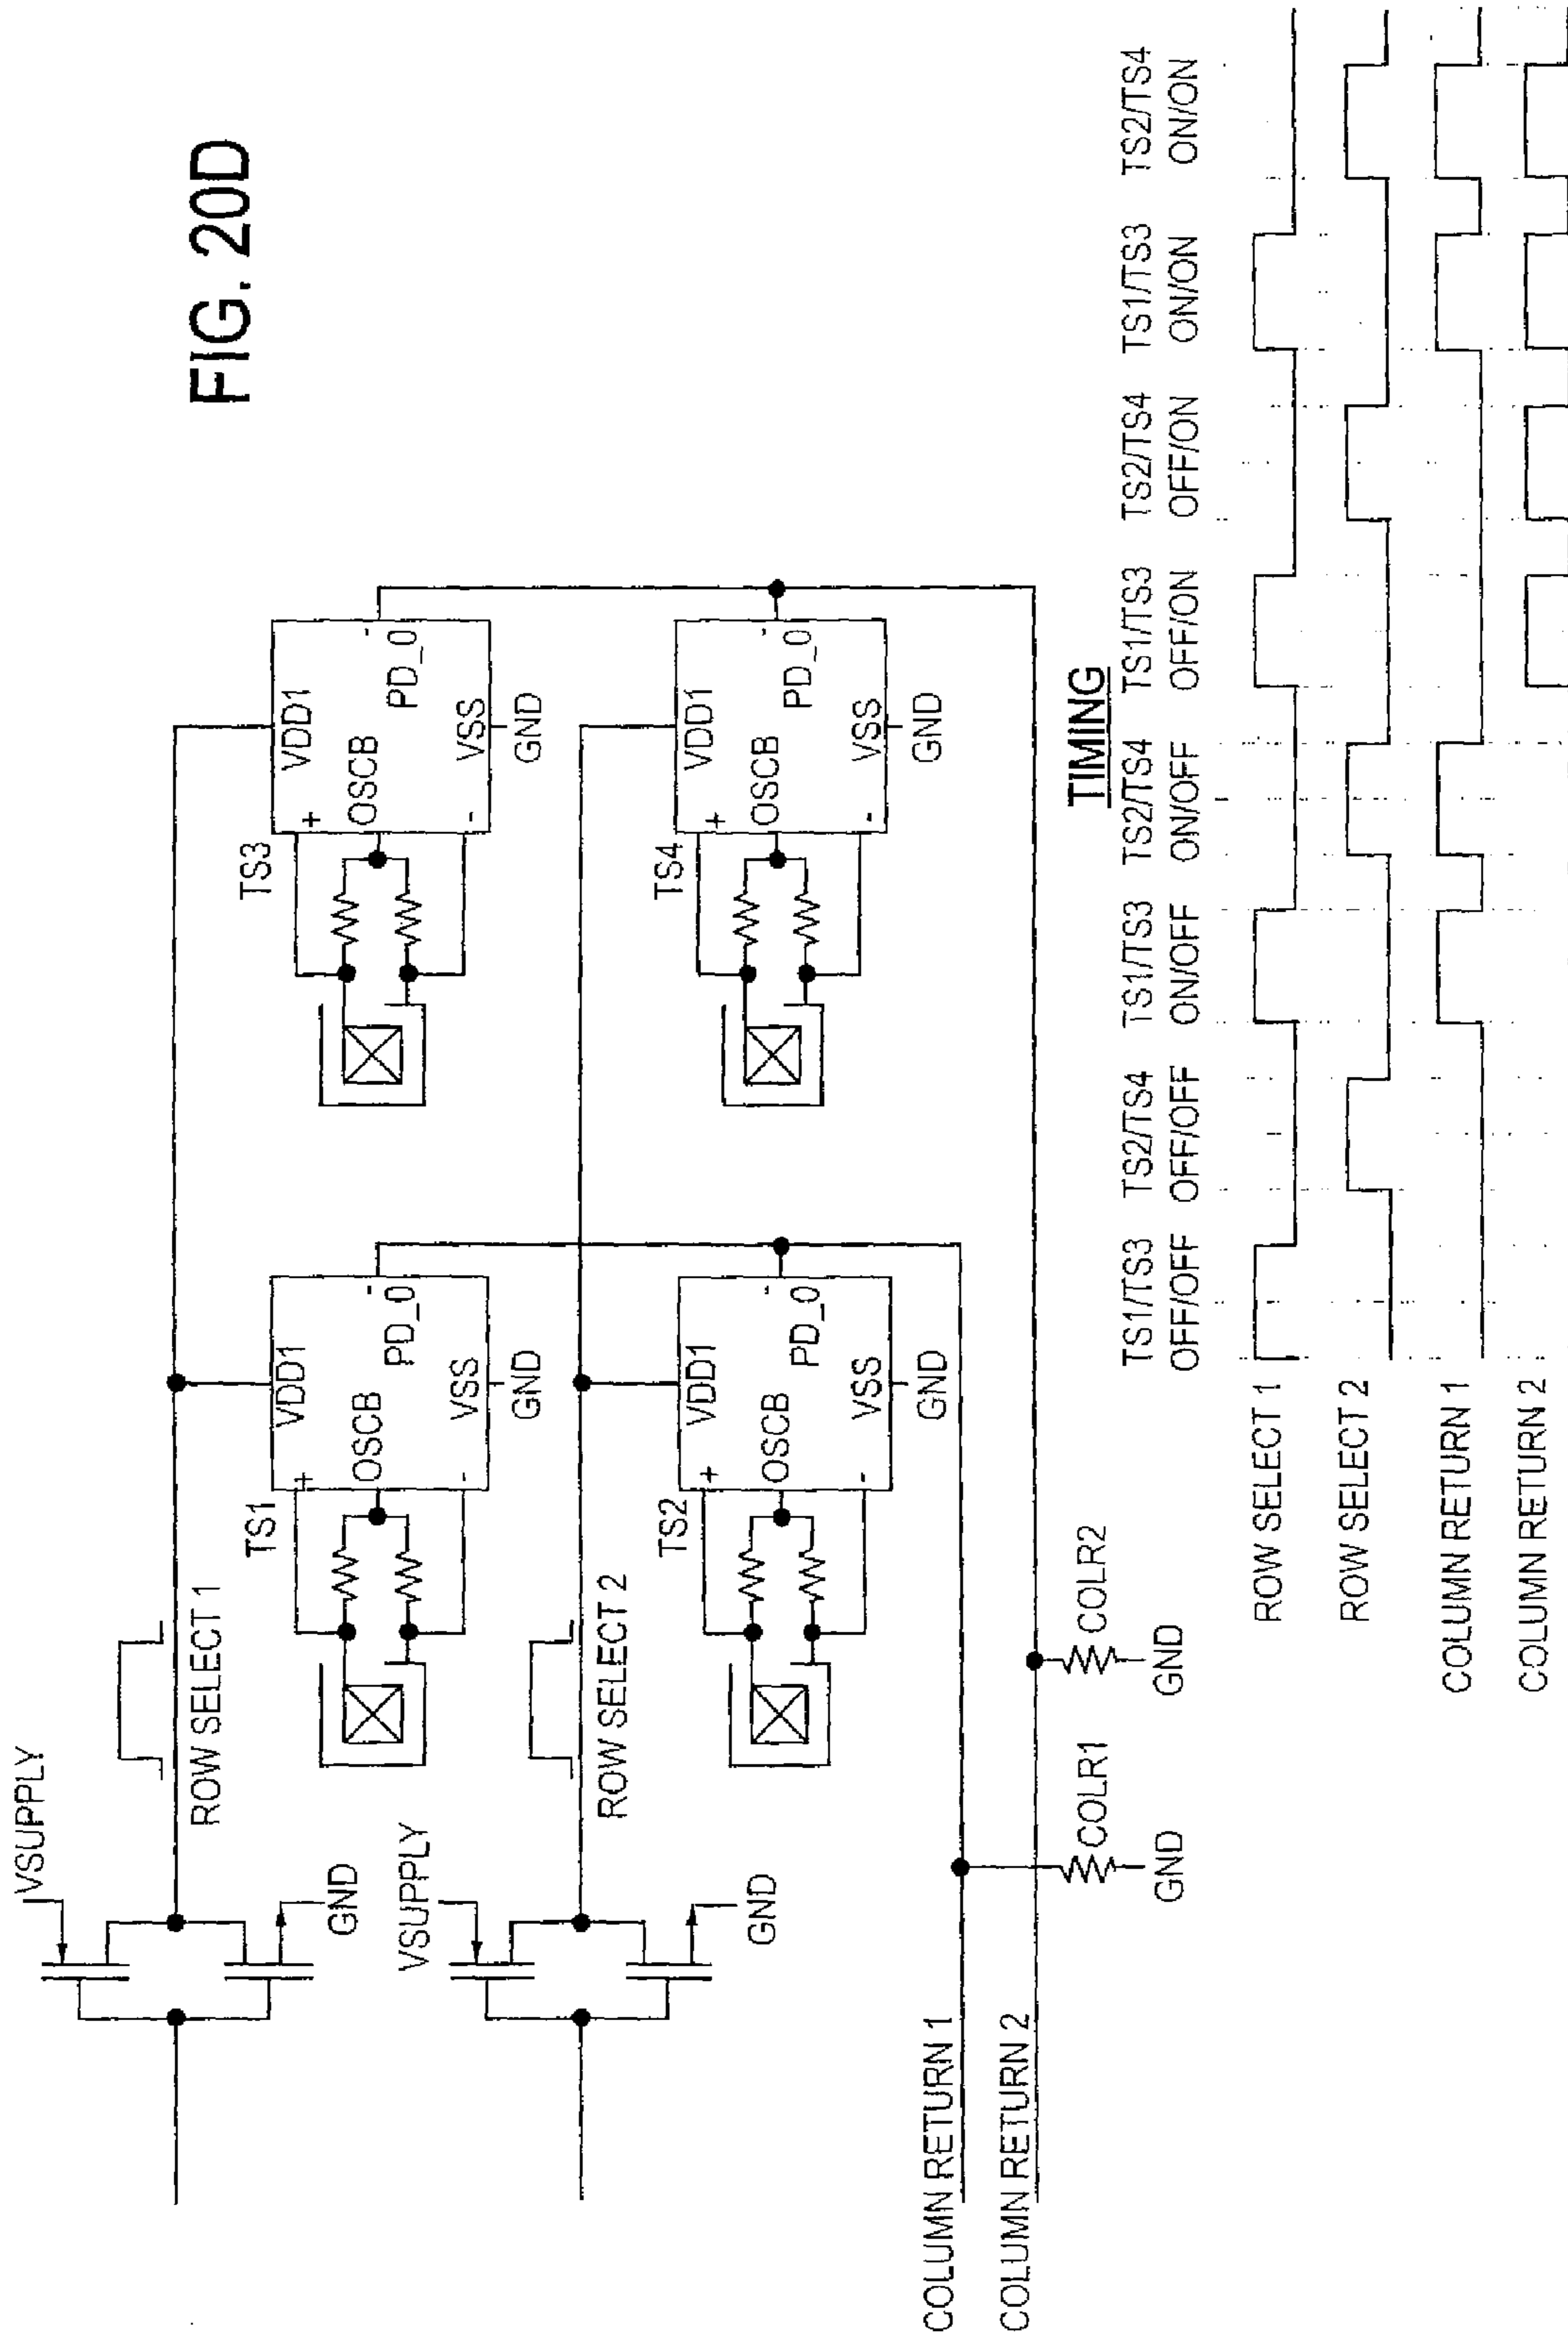 FIG. 20D
VSUPPLY
ROW SELECT 1
GND
TS1
+
VDD1
OSCB
-
PD_0
-
VSS
GND
TS3
+
VDD1
OSCB
-
PD_0
-
VSS
GND
VSUPPLY
ROW SELECT 2
GND
TS2
+
VDD1
OSCB
-
PD_0
-
VSS
GND
TS4
+
VDD1
OSCB
-
PD_0
-
VSS
GND
COLUMN RETURN 1
COLUMN RETURN 2
COLR1
GND
COLR2
GND
TIMING
TS1/TS3 TS2/TS4 TS1/TS3 TS2/TS4 TS1/TS3 TS2/TS4 TS1/TS3 TS2/TS4
OFF/OFF OFF/OFF ON/OFF ON/OFF OFF/ON OFF/ON ON/ON ON/ON
ROW SELECT 1
ROW SELECT 2
COLUMN RETURN 1
COLUMN RETURN 2